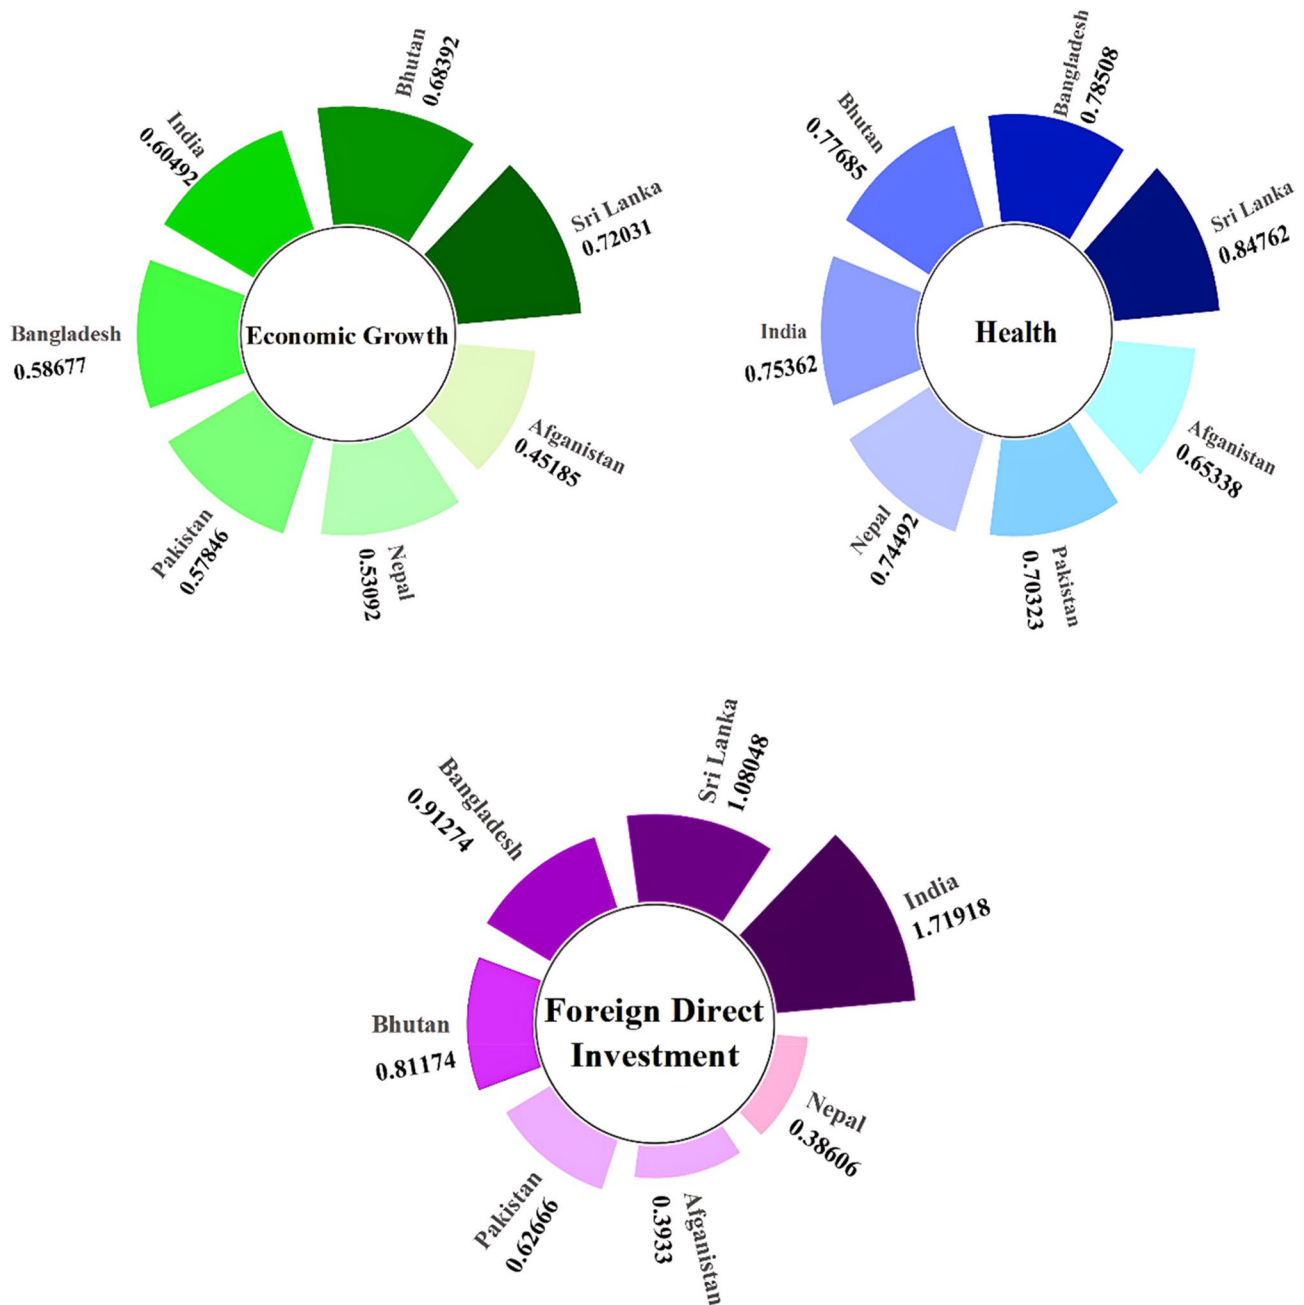 Economic Growth
Sri Lanka
0.72031
Bhutan
0.68392
India
0.60492
Bangladesh
0.58677
Pakistan
0.57846
Nepal
0.53092
Afganistan
0.45185
Health
Sri Lanka
0.84762
Bangladesh
0.78508
Bhutan
0.77685
India
0.75362
Nepal
0.74492
Pakistan
0.70323
Afganistan
0.65338
Foreign Direct
Investment
India
1.71918
Sri Lanka
1.08048
Bangladesh
0.91274
Bhutan
0.81174
Pakistan
0.62666
Afganistan
0.3933
Nepal
0.38606